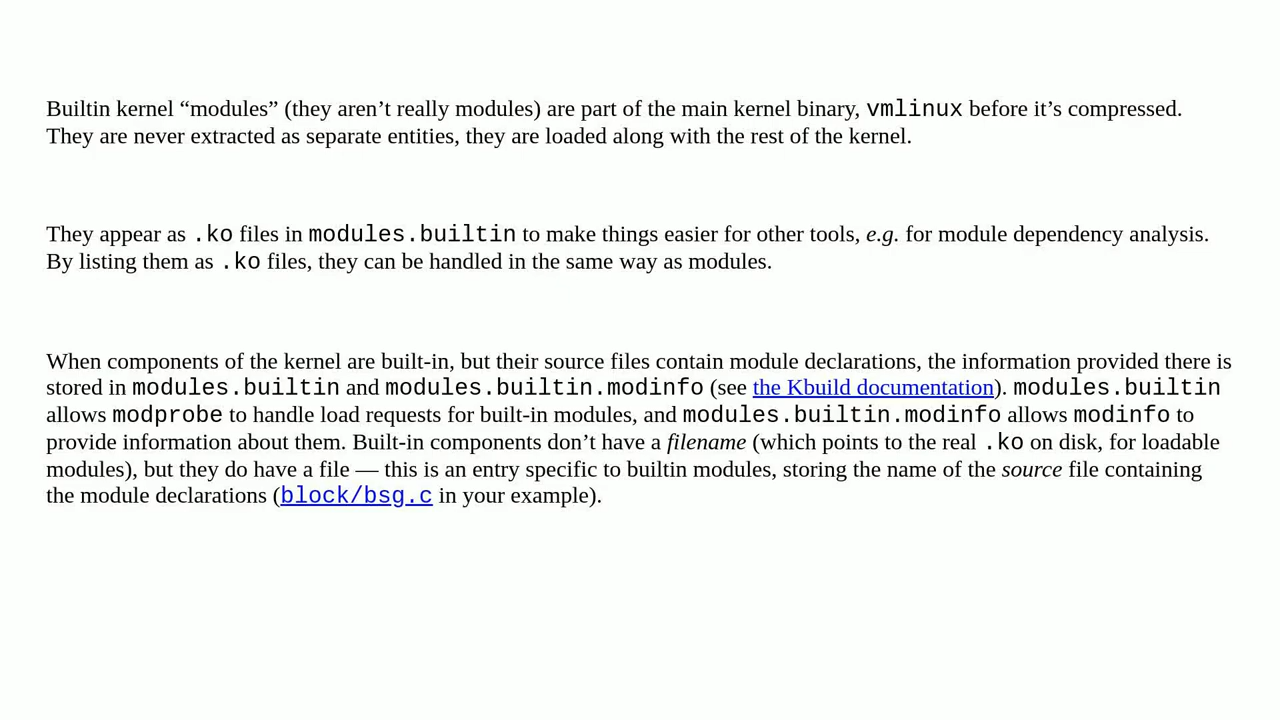 Builtin kernel “modules” (they aren’t really modules) are part of the main kernel binary, vmlinux before it’s compressed.
They are never extracted as separate entities, they are loaded along with the rest of the kernel.
They appear as .ko files in modules.builtin to make things easier for other tools, e.g. for module dependency analysis.
By listing them as .ko files, they can be handled in the same way as modules.
When components of the kernel are built-in, but their source files contain module declarations, the information provided there is
stored in modules.builtin and modules.builtin.modinfo (see the Kbuild documentation). modules.builtin
allows modprobe to handle load requests for built-in modules, and modules.builtin.modinfo allows modinfo to
provide information about them. Built-in components don’t have a filename (which points to the real .ko on disk, for loadable
modules), but they do have a file — this is an entry specific to builtin modules, storing the name of the source file containing
the module declarations (block/bsg.c in your example).